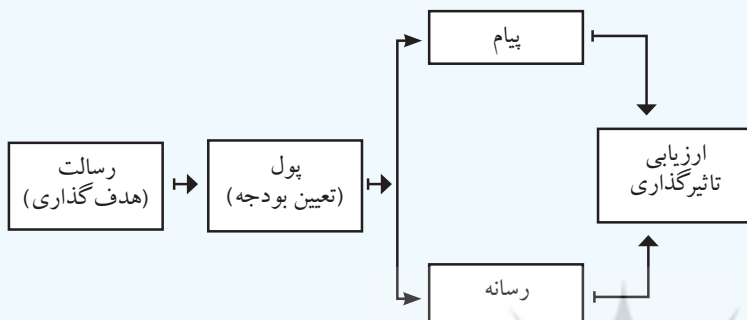 پیام
رسالت
(هدف‌گذاری)
پول
(تعیین بودجه)
ارزیابی
تاثیرگذاری
رسانه